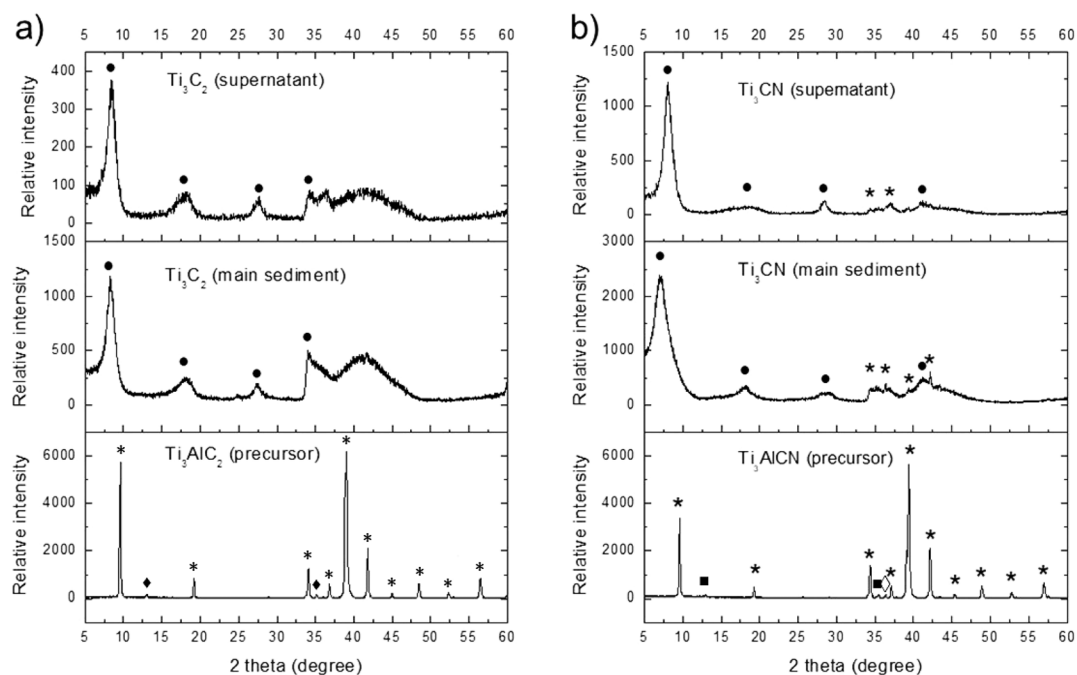 a)
5 10 15 20 25 30 35 40 45 50 55 60
Relative intensity
400
300
200
100
0
Ti3C2 (supernatant)
Relative intensity
1500
1000
500
0
Ti3C2 (main sediment)
Relative intensity
6000
4000
2000
0
Ti3AlC2 (precursor)
5 10 15 20 25 30 35 40 45 50 55 60
2 theta (degree)
b)
5 10 15 20 25 30 35 40 45 50 55 60
Relative intensity
1500
1000
500
0
Ti3CN (supernatant)
Relative intensity
3000
2000
1000
0
Ti3CN (main sediment)
Relative intensity
6000
4000
2000
0
Ti3AlCN (precursor)
5 10 15 20 25 30 35 40 45 50 55 60
2 theta (degree)